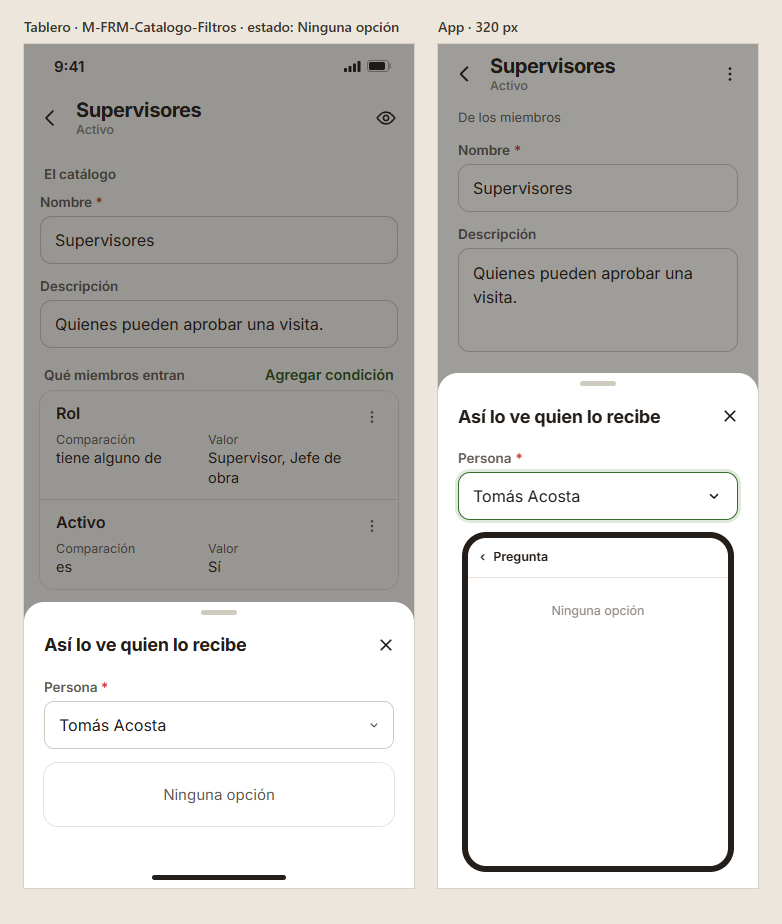 Tablero · M-FRM-Catalogo-Filtros · estado: Ninguna opción
9:41
Supervisores
Activo
El catálogo
Nombre *
Supervisores
Descripción
Quienes pueden aprobar una visita.
Qué miembros entran
Agregar condición
Rol
Comparación
Valor
tiene alguno de
Supervisor, Jefe de
obra
Activo
Comparación
Valor
es
Sí
Así lo ve quien lo recibe
Persona *
Tomás Acosta
Ninguna opción
App · 320 px
Supervisores
Activo
De los miembros
Nombre *
Supervisores
Descripción
Quienes pueden aprobar una
visita.
Así lo ve quien lo recibe
Persona *
Tomás Acosta
Pregunta
Ninguna opción